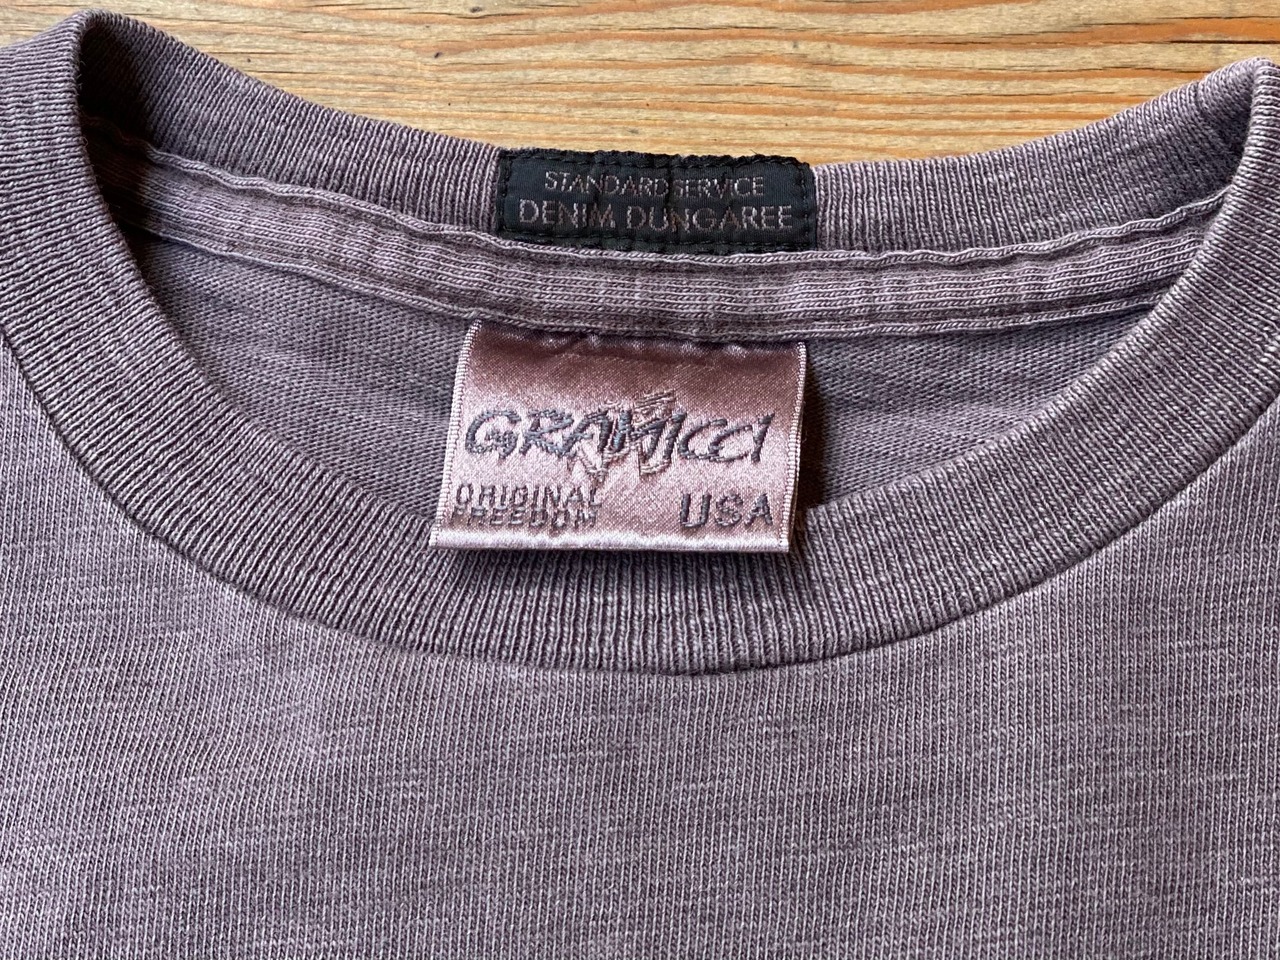 STANDARD SERVICE
DENIM DUNGAREE
GRAMICCI
ORIGINAL
FREEDOM
USA